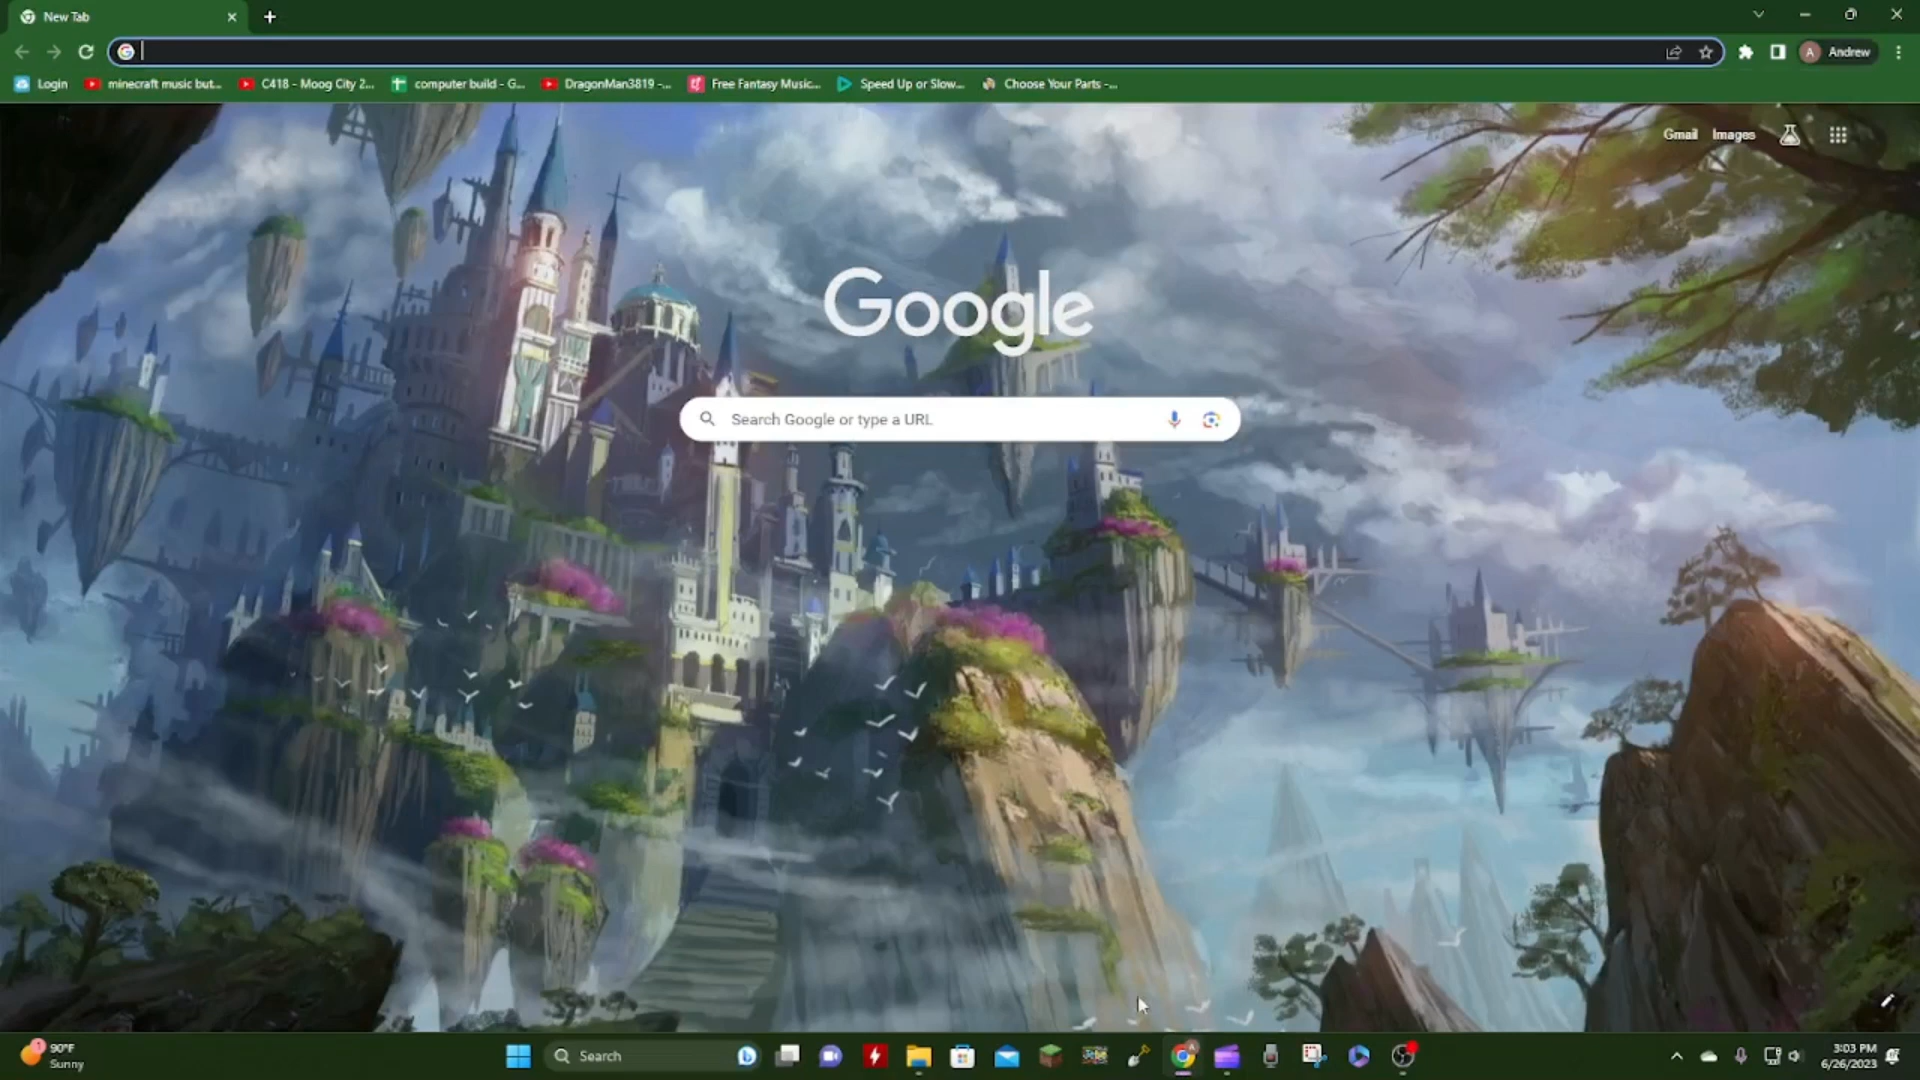 New Tab
Andrew
A
Login
minecraft music but...
C418 - Moog City 2...
computer build - G...
DragonMan3819 -...
Free Fantasy Music...
Speed Up or Slow...
Choose Your Parts -...
Gmail
Images
Google
Search Google or type a URL
90°F
Sunny
Search
3:03 PM
6/26/2023